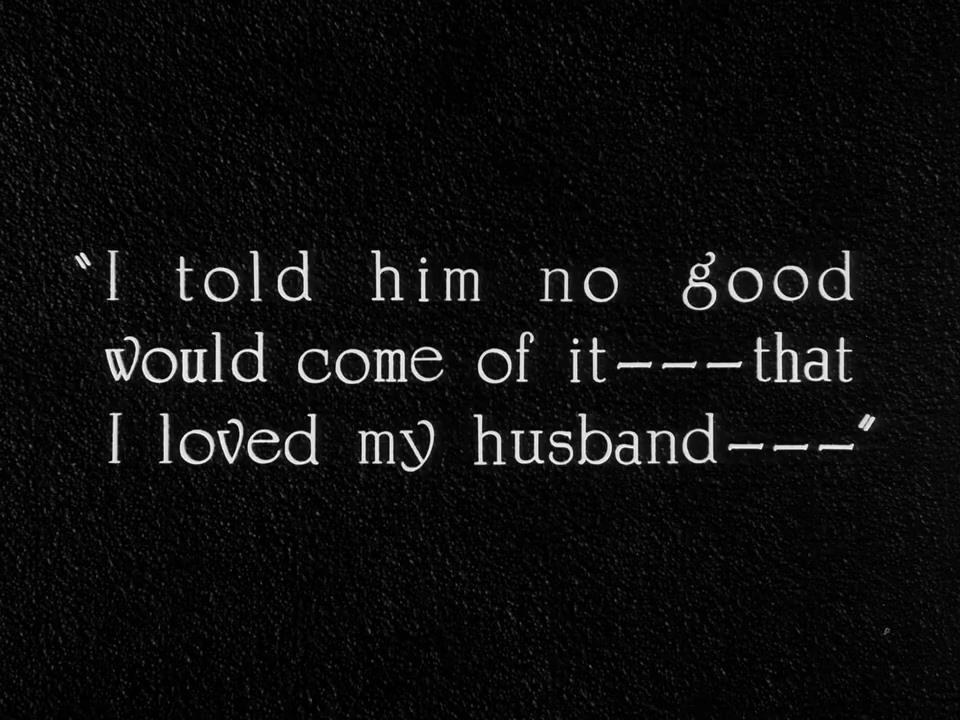 "I told him no good
would come of it---that
I loved my husband---"